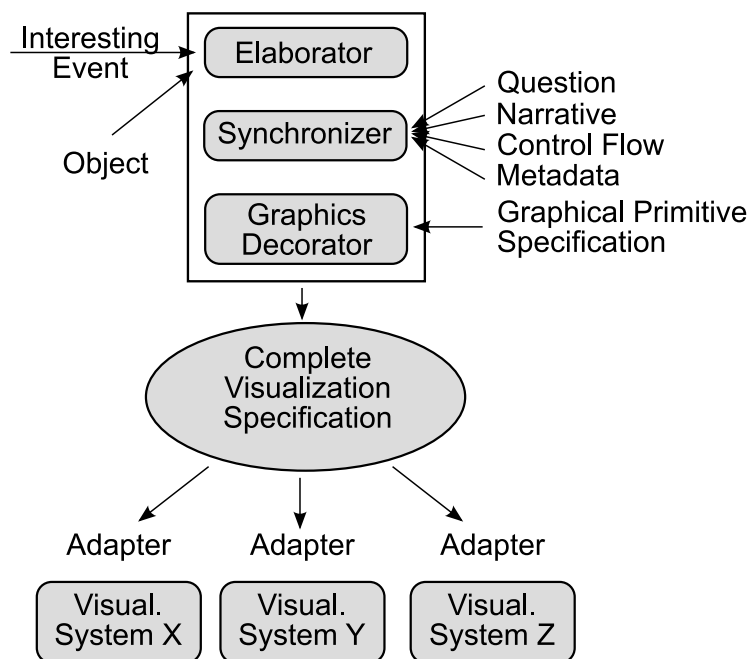 Interesting
Event
Object
Elaborator
Synchronizer
Graphics
Decorator
Question
Narrative
Control Flow
Metadata
Graphical Primitive
Specification
Complete
Visualization
Specification
Adapter
Adapter
Adapter
Visual.
System X
Visual.
System Y
Visual.
System Z